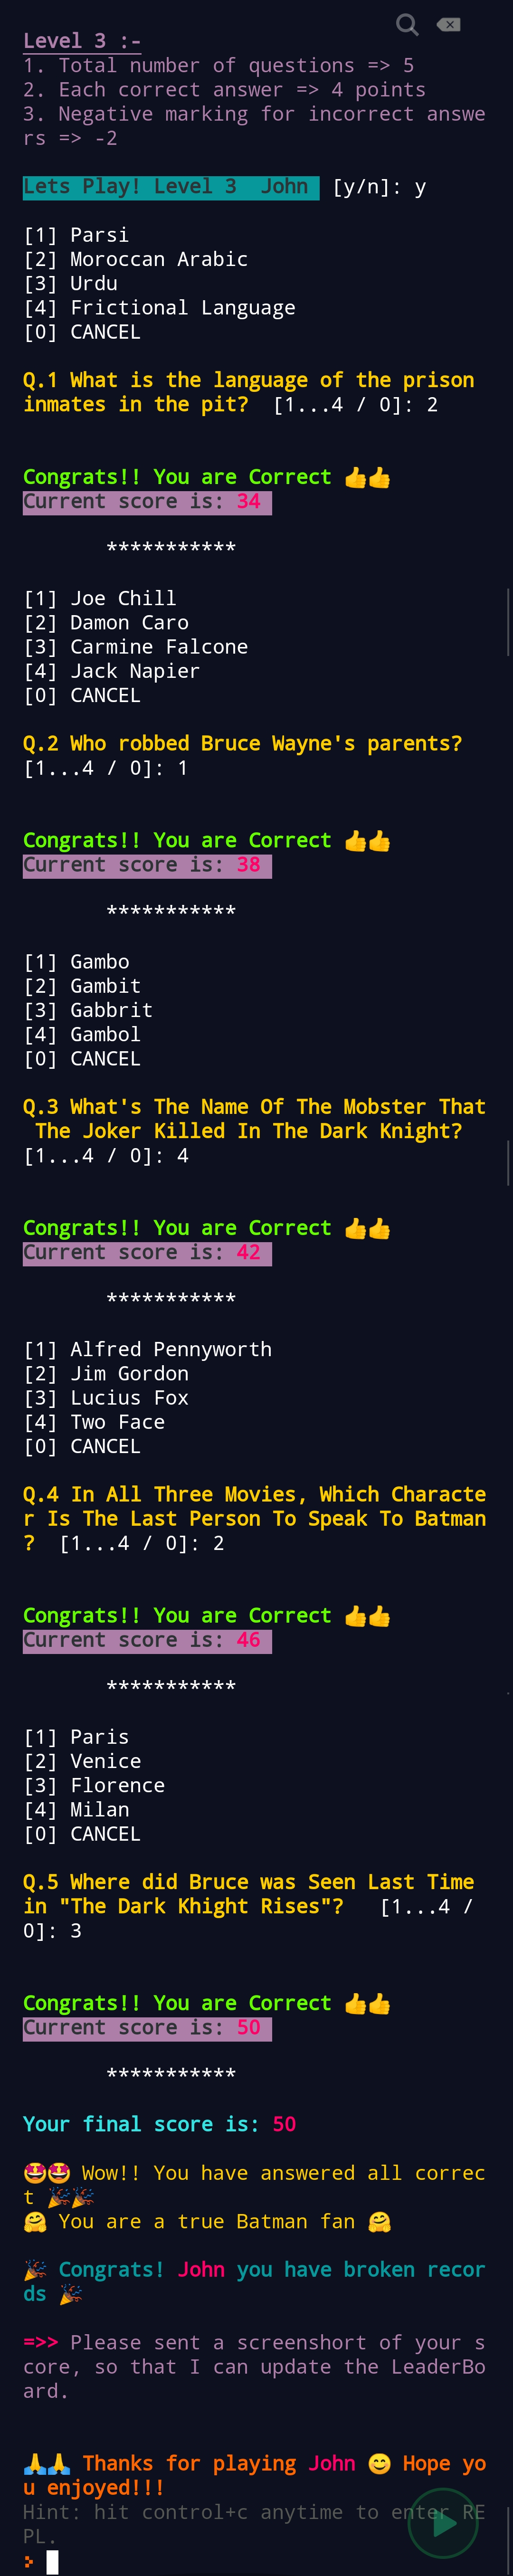 Level 3 :-
1. Total number of questions => 5
2. Each correct answer => 4 points
3. Negative marking for incorrect answe
rs => -2
Lets Play! Level 3  John  [y/n]: y
[1] Parsi
[2] Moroccan Arabic
[3] Urdu
[4] Frictional Language
[0] CANCEL
Q.1 What is the language of the prison
inmates in the pit?  [1...4 / 0]: 2
Congrats!! You are Correct 👍👍
Current score is: 34
***********
[1] Joe Chill
[2] Damon Caro
[3] Carmine Falcone
[4] Jack Napier
[0] CANCEL
Q.2 Who robbed Bruce Wayne's parents?
[1...4 / 0]: 1
Congrats!! You are Correct 👍👍
Current score is: 38
***********
[1] Gambo
[2] Gambit
[3] Gabbrit
[4] Gambol
[0] CANCEL
Q.3 What's The Name Of The Mobster That
The Joker Killed In The Dark Knight?
[1...4 / 0]: 4
Congrats!! You are Correct 👍👍
Current score is: 42
***********
[1] Alfred Pennyworth
[2] Jim Gordon
[3] Lucius Fox
[4] Two Face
[0] CANCEL
Q.4 In All Three Movies, Which Characte
r Is The Last Person To Speak To Batman
?  [1...4 / 0]: 2
Congrats!! You are Correct 👍👍
Current score is: 46
***********
[1] Paris
[2] Venice
[3] Florence
[4] Milan
[0] CANCEL
Q.5 Where did Bruce was Seen Last Time
in "The Dark Khight Rises"?   [1...4 /
0]: 3
Congrats!! You are Correct 👍👍
Current score is: 50
***********
Your final score is: 50
🤩🤩 Wow!! You have answered all correc
t 🎉🎉
🤗 You are a true Batman fan 🤗
🎉 Congrats! John you have broken recor
ds 🎉
=>> Please sent a screenshort of your s
core, so that I can update the LeaderBo
ard.
🙏🙏 Thanks for playing John 😊 Hope yo
u enjoyed!!!
Hint: hit control+c anytime to enter RE
PL.